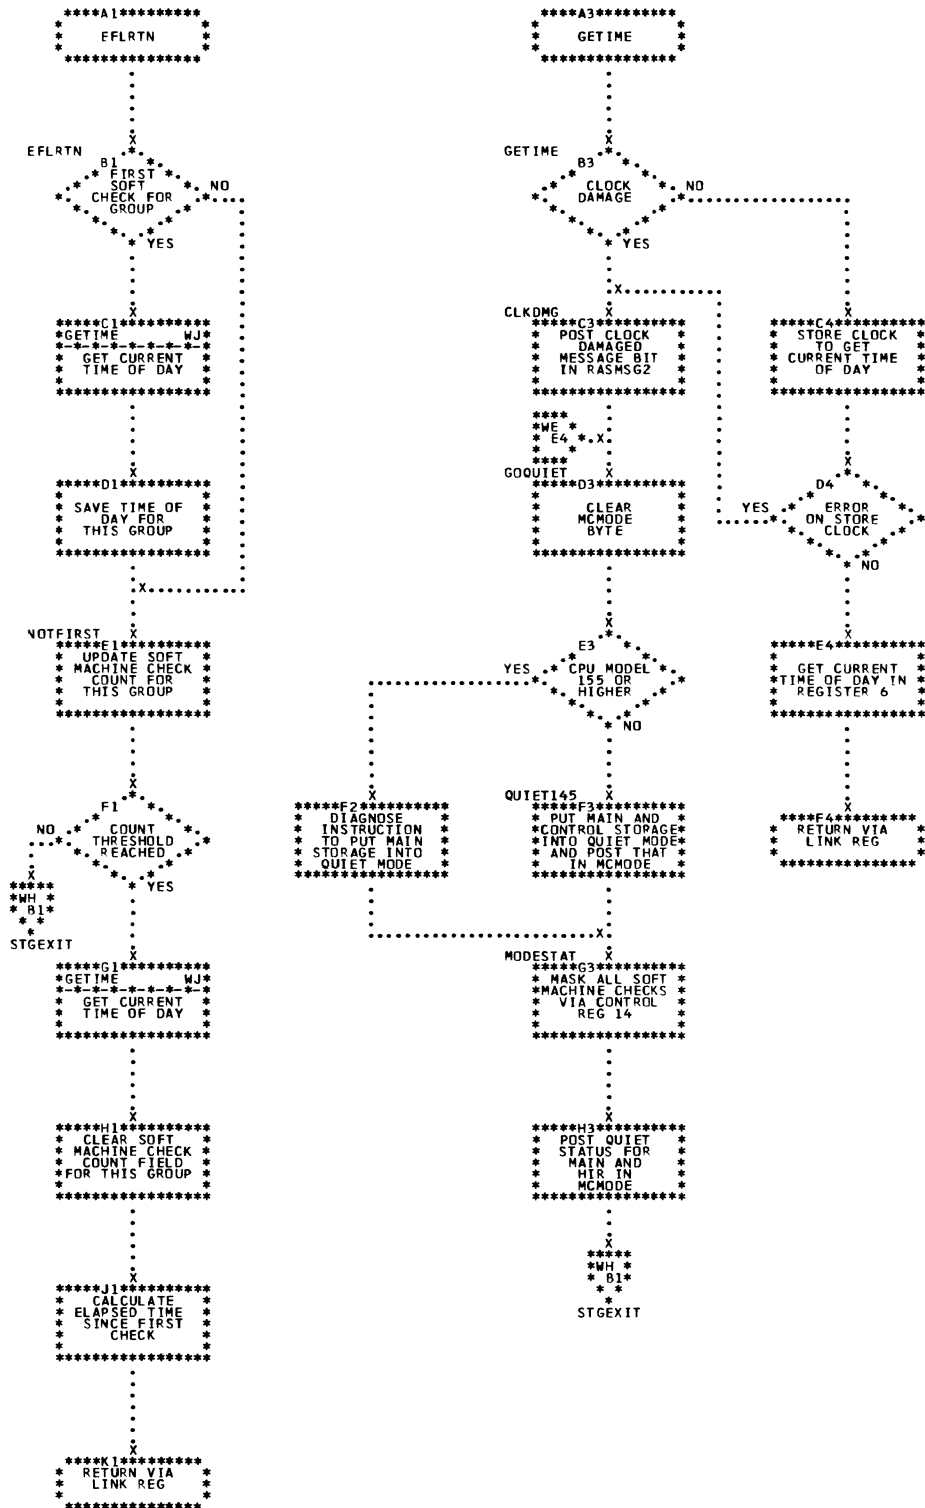 A1
EFLRTN
EFLRTN
B1
FIRST
SOFT
CHECK FOR
GROUP
NO
YES
C1
GETIME WJ
GET CURRENT
TIME OF DAY
D1
SAVE TIME OF
DAY FOR
THIS GROUP
NOTFIRST
E1
UPDATE SOFT
MACHINE CHECK
COUNT FOR
THIS GROUP
F1
COUNT
THRESHOLD
REACHED
NO
YES
WH
B1
STGEXIT
G1
GETIME WJ
GET CURRENT
TIME OF DAY
H1
CLEAR SOFT
MACHINE CHECK
COUNT FIELD
FOR THIS GROUP
J1
CALCULATE
ELAPSED TIME
SINCE FIRST
CHECK
K1
RETURN VIA
LINK REG
A3
GETIME
GETIME
B3
CLOCK
DAMAGE
NO
YES
CLKDMG
C3
POST CLOCK
DAMAGED
MESSAGE BIT
IN RASMSG2
WE
E4
GOQUIET
D3
CLEAR
MCMODE
BYTE
E3
CPU MODEL
155 OR
HIGHER
YES
NO
F2
DIAGNOSE
INSTRUCTION
TO PUT MAIN
STORAGE INTO
QUIET MODE
QUIET145
F3
PUT MAIN AND
CONTROL STOPAGE
INTO QUIET MODE
AND POST THAT
IN MCMODE
MODESTAT
G3
MASK ALL SOFT
MACHINE CHECKS
VIA CONTROL
REG 14
H3
POST QUIET
STATUS FOR
MAIN AND
HIR IN
MCMODE
WH
B1
STGEXIT
C4
STORE CLOCK
TO GET
CURRENT TIME
OF DAY
D4
ERROR
ON STORE
CLOCK
YES
NO
E4
GET CURRENT
TIME OF DAY IN
REGISTER 6
F4
RETURN VIA
LINK REG